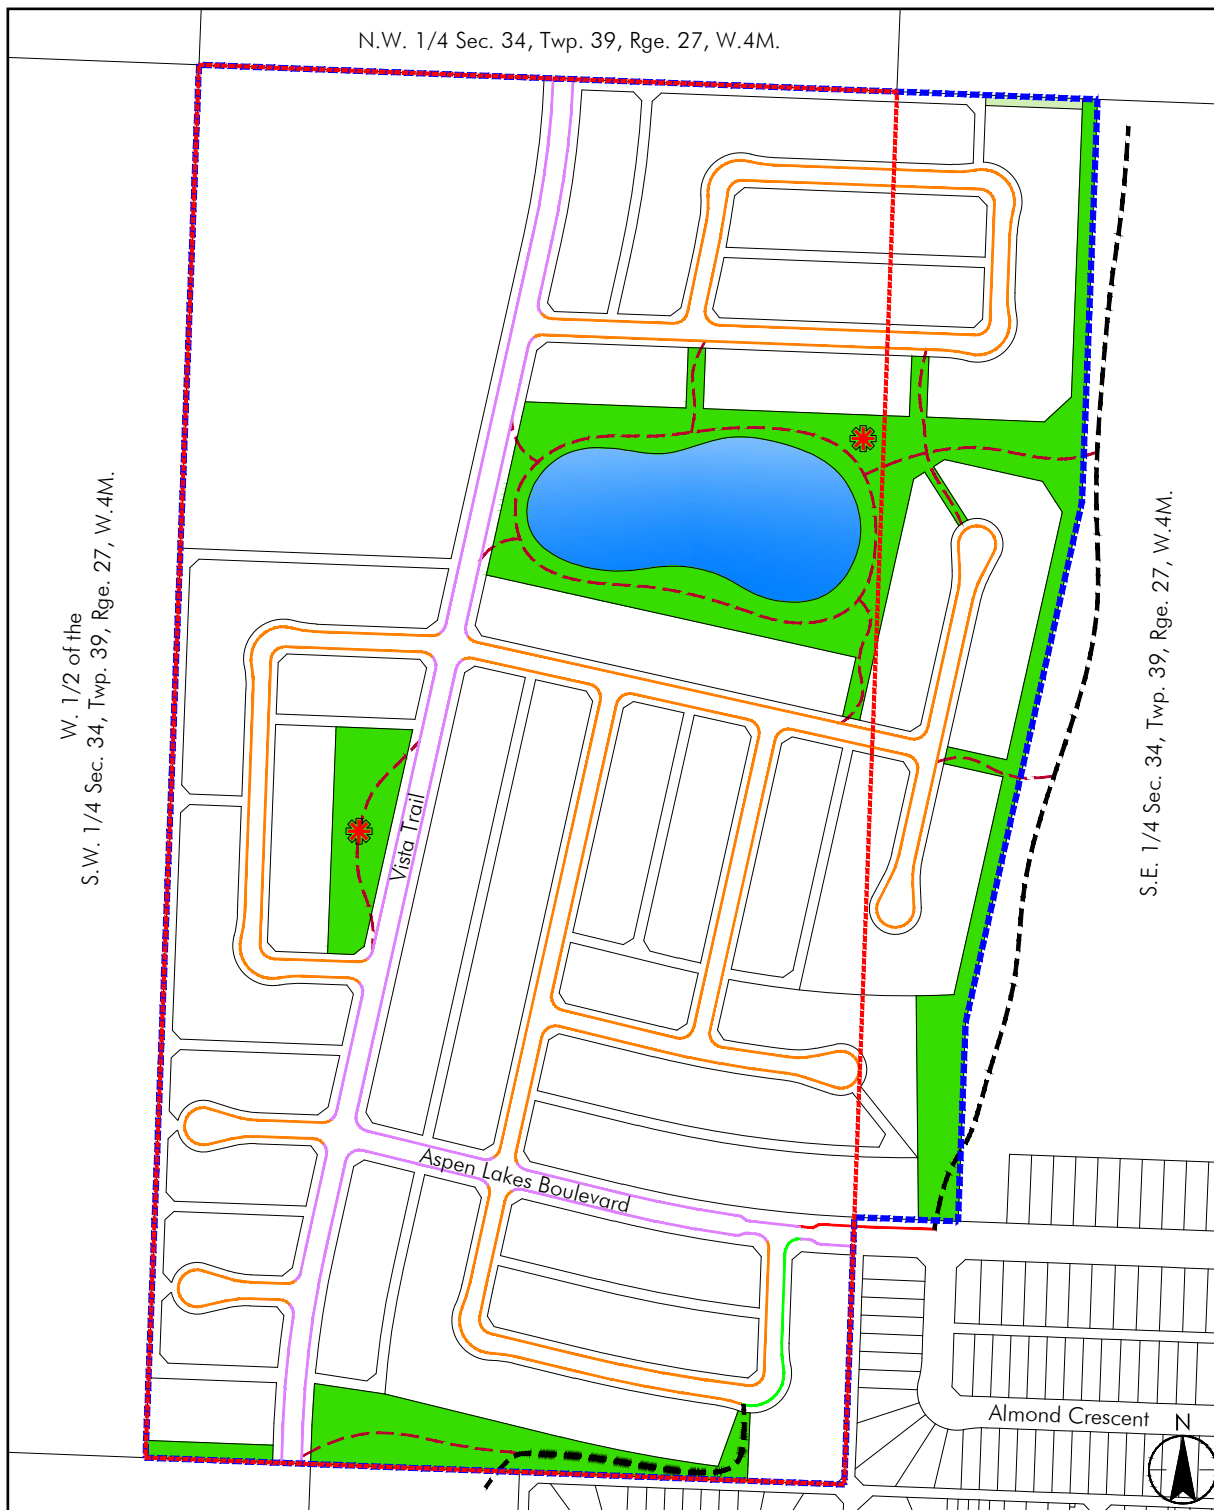 N.W. 1/4 Sec. 34, Twp. 39, Rge. 27, W.4M.
W. 1/2 of the
S.W. 1/4 Sec. 34, Twp. 39, Rge. 27, W.4M.
S.E. 1/4 Sec. 34, Twp. 39, Rge. 27, W.4M.
Vista Trail
Aspen Lakes Boulevard
Almond Crescent
N